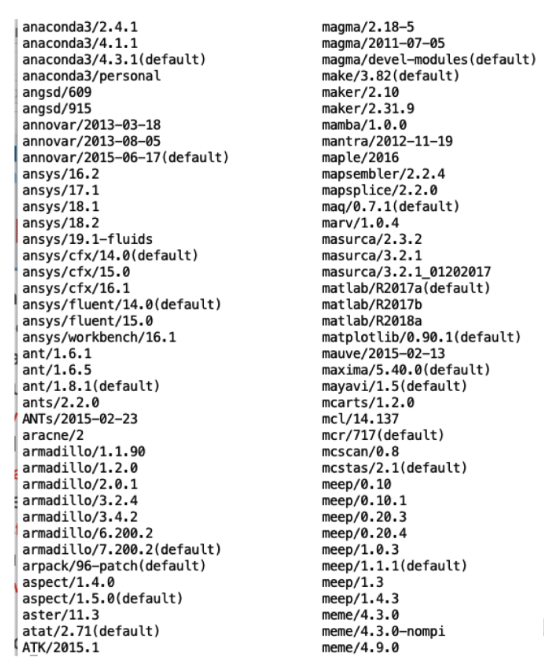 anaconda3/2.4.1
anaconda3/4.1.1
anaconda3/4.3.1(default)
anaconda3/personal
angsd/609
angsd/915
annovar/2013-03-18
annovar/2013-08-05
annovar/2015-06-17(default)
ansys/16.2
ansys/17.1
ansys/18.1
ansys/18.2
ansys/19.1-fluids
ansys/cfx/14.0(default)
ansys/cfx/15.0
ansys/cfx/16.1
ansys/fluent/14.0(default)
ansys/fluent/15.0
ansys/workbench/16.1
ant/1.6.1
ant/1.6.5
ant/1.8.1(default)
ants/2.2.0
ANTs/2015-02-23
aracne/2
armadillo/1.1.90
armadillo/1.2.0
armadillo/2.0.1
armadillo/3.2.4
armadillo/3.4.2
armadillo/6.200.2
armadillo/7.200.2(default)
arpack/96-patch(default)
aspect/1.4.0
aspect/1.5.0(default)
aster/11.3
atat/2.71(default)
ATK/2015.1
magma/2.18-5
magma/2011-07-05
magma/devel-modules(default)
make/3.82(default)
maker/2.10
maker/2.31.9
mamba/1.0.0
mantra/2012-11-19
maple/2016
mapsembler/2.2.4
mapsplice/2.2.0
maq/0.7.1(default)
marv/1.0.4
masurca/2.3.2
masurca/3.2.1
masurca/3.2.1_01202017
matlab/R2017a(default)
matlab/R2017b
matlab/R2018a
matplotlib/0.90.1(default)
mauve/2015-02-13
maxima/5.40.0(default)
mayavi/1.5(default)
mcarts/1.2.0
mcl/14.137
mcr/717(default)
mcscan/0.8
mcstas/2.1(default)
meep/0.10
meep/0.10.1
meep/0.20.3
meep/0.20.4
meep/1.0.3
meep/1.1.1(default)
meep/1.3
meep/1.4.3
meme/4.3.0
meme/4.3.0-nompi
meme/4.9.0